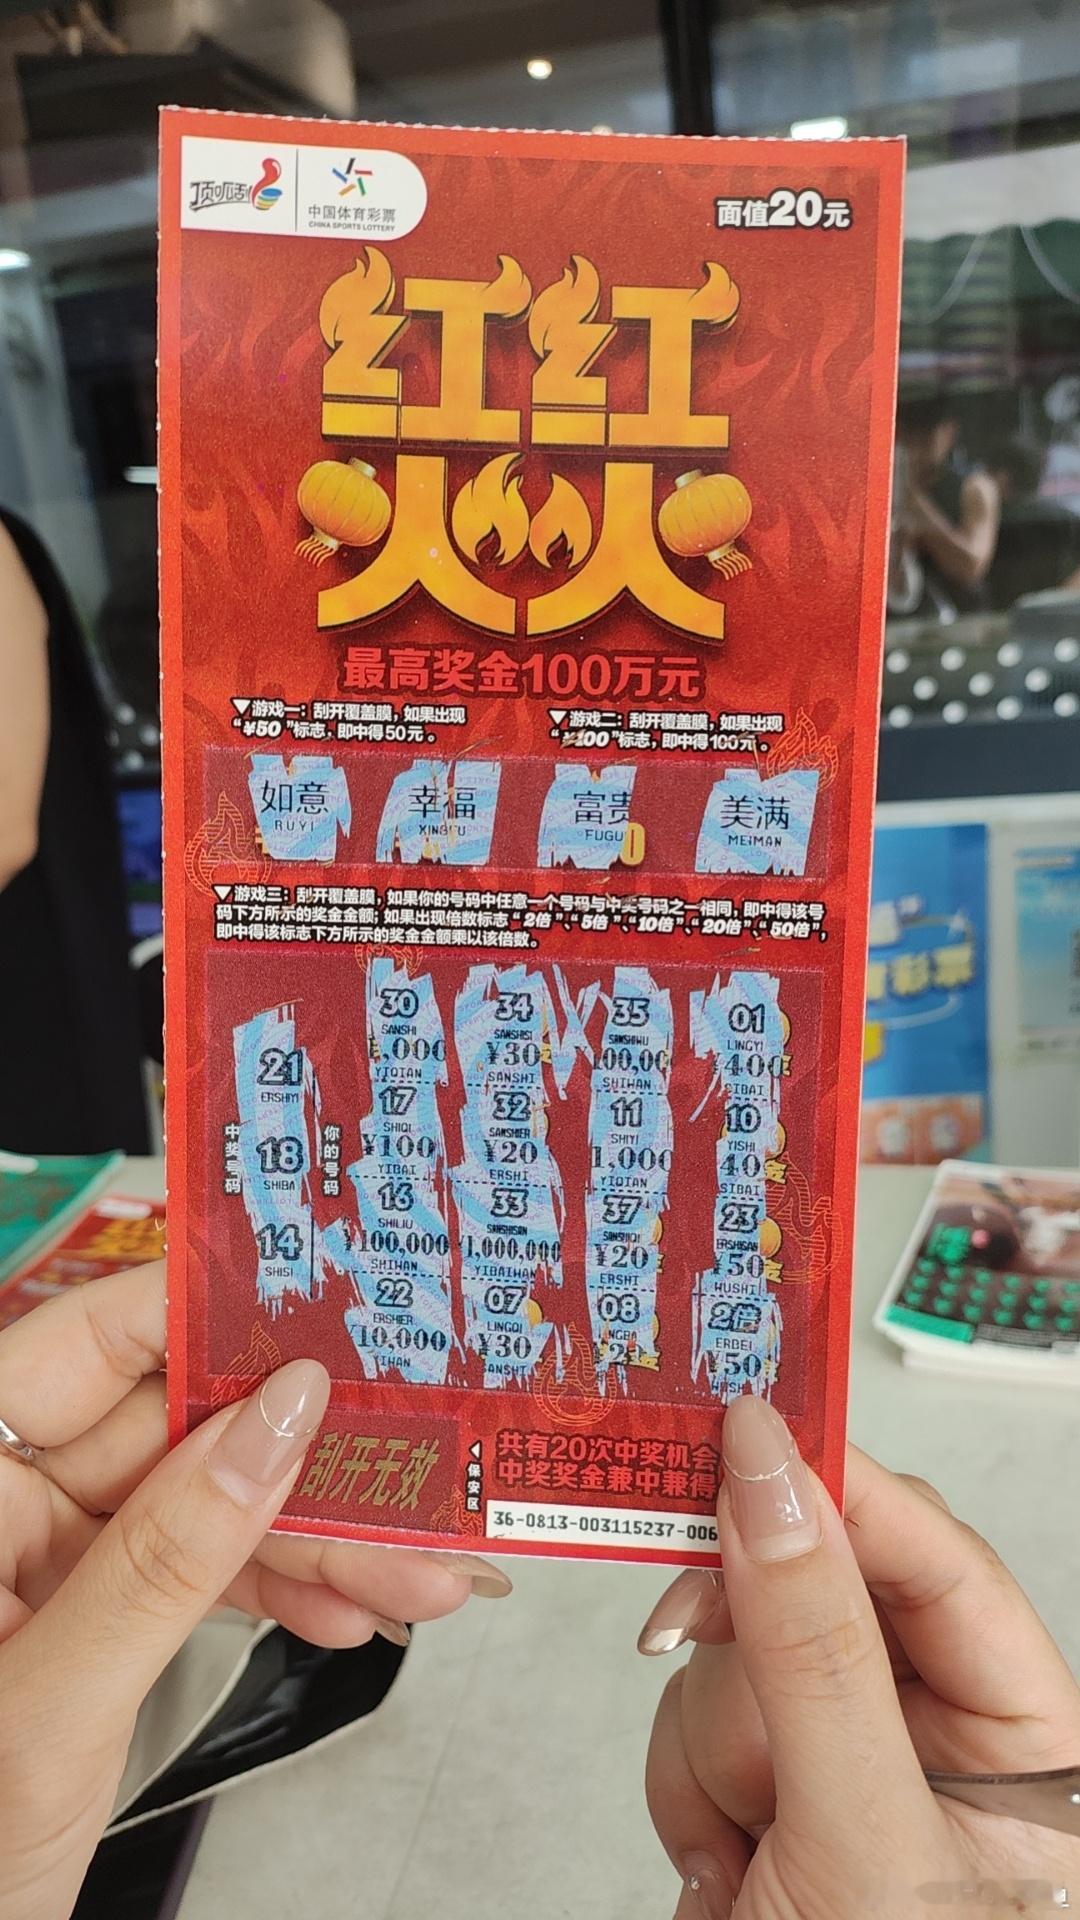 顶呱刮
中国体育彩票
CHINA SPORTS LOTTERY
面值20元
红红
火火
最高奖金100万元
▼游戏一：刮开覆盖膜，如果出现
“¥50”标志，即中得50元。
▼游戏二：刮开覆盖膜，如果出现
“¥100”标志，即中得100元。
如意 幸福 富贵 美满
RUYI XINGFU FUGU MEIMAN
▼游戏三：刮开覆盖膜，如果你的号码中任意一个号码与中奖号码之一相同，即中得该号
码下方所示的奖金金额；如果出现倍数标志“2倍”、“5倍”、“10倍”、“20倍”、“50倍”，
即中得该标志下方所示的奖金金额乘以该倍数。
中奖号码
21
ERSHIYI
18
SHIBA
14
SHISI
你的号码
30 34 35 01
SANSHI SANSHISI SANSHIWU LINGYI
,000 ¥30 100,00 ¥400
YIQIAN SANSHI SHIWAN SIBAI
17 32 11 10
SHIQI SANSHIER SHIYI YISHI
¥100 ¥20 1,000 40
YIBAI ERSHI YIQIAN SIBAI
16 33 37 23
SHILIU SANSHISAN SANSHIQI ERSHISAN
¥100,000 1,000,000 ¥20 ¥50
SHIWAN YIBAIWAN ERSHI WUSHI
22 07 08 2倍
ERSHIER LINGQI INGBA ERBEI
10,000 ¥30 ¥50
IWAN SANSHI WUSHI
刮开无效
保安区
共有20次中奖机会
中奖奖金兼中兼得
36-0813-003115237-006